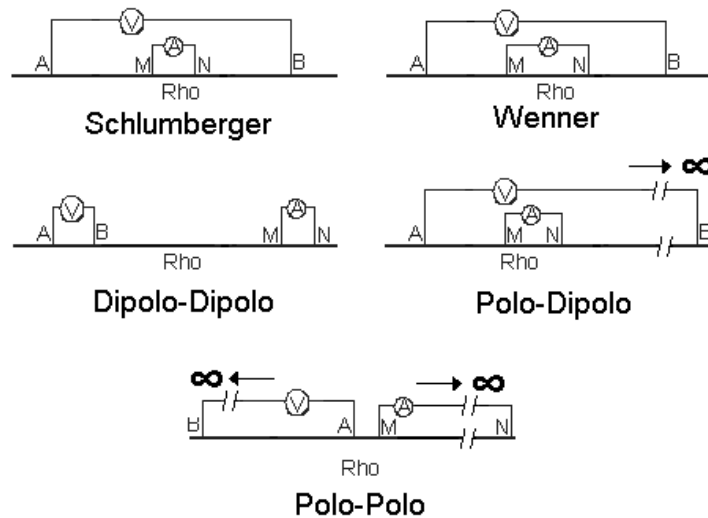 V V
A M A N B A M A N B
Rho Rho
Schlumberger Wenner
∞
V A V
A B M N A M A N B
Rho Rho
Dipolo-Dipolo Polo-Dipolo
∞ ∞
V A
B A M N
Rho
Polo-Polo